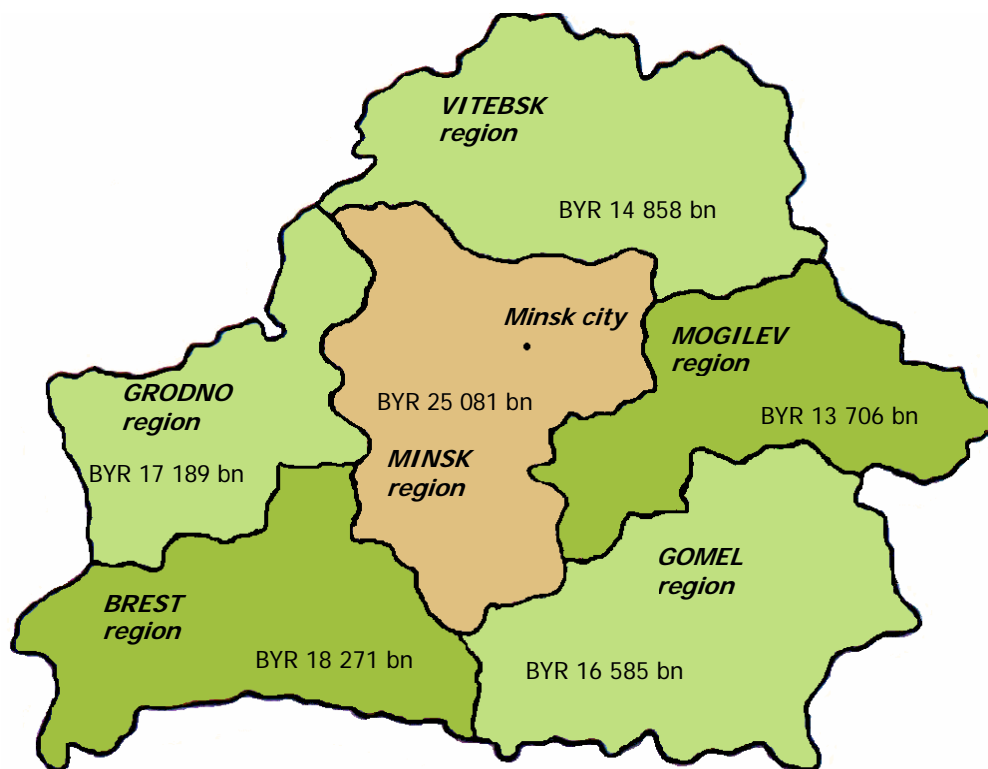 VITEBSK
region
BYR 14 858 bn
Minsk city
MOGILEV
region
GRODNO
region
BYR 25 081 bn
BYR 13 706 bn
BYR 17 189 bn
MINSK
region
GOMEL
region
BREST
region
BYR 18 271 bn
BYR 16 585 bn